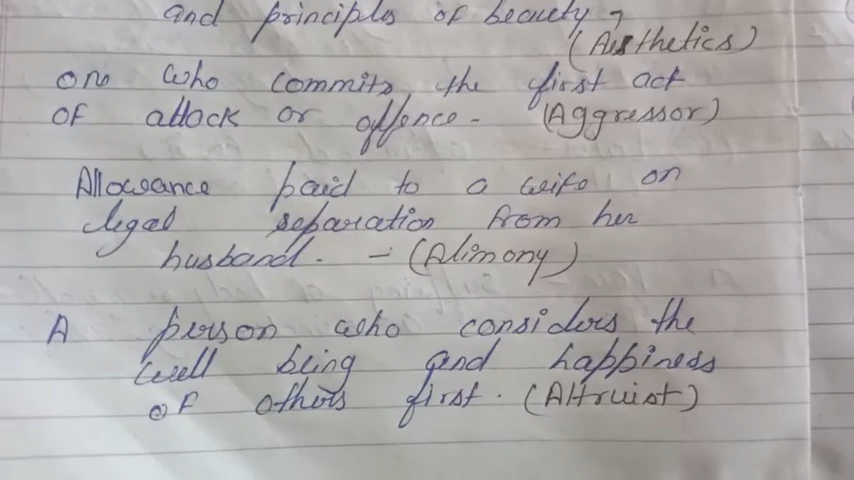 and principles of beauty →
(Aesthetics)
one who commits the first act
of attack or offence - (Aggressor)
Allowance paid to a wife on
legal separation from her
husband. - (Alimony)
A person who considers the
well being and happiness
of others first. (Altruist)